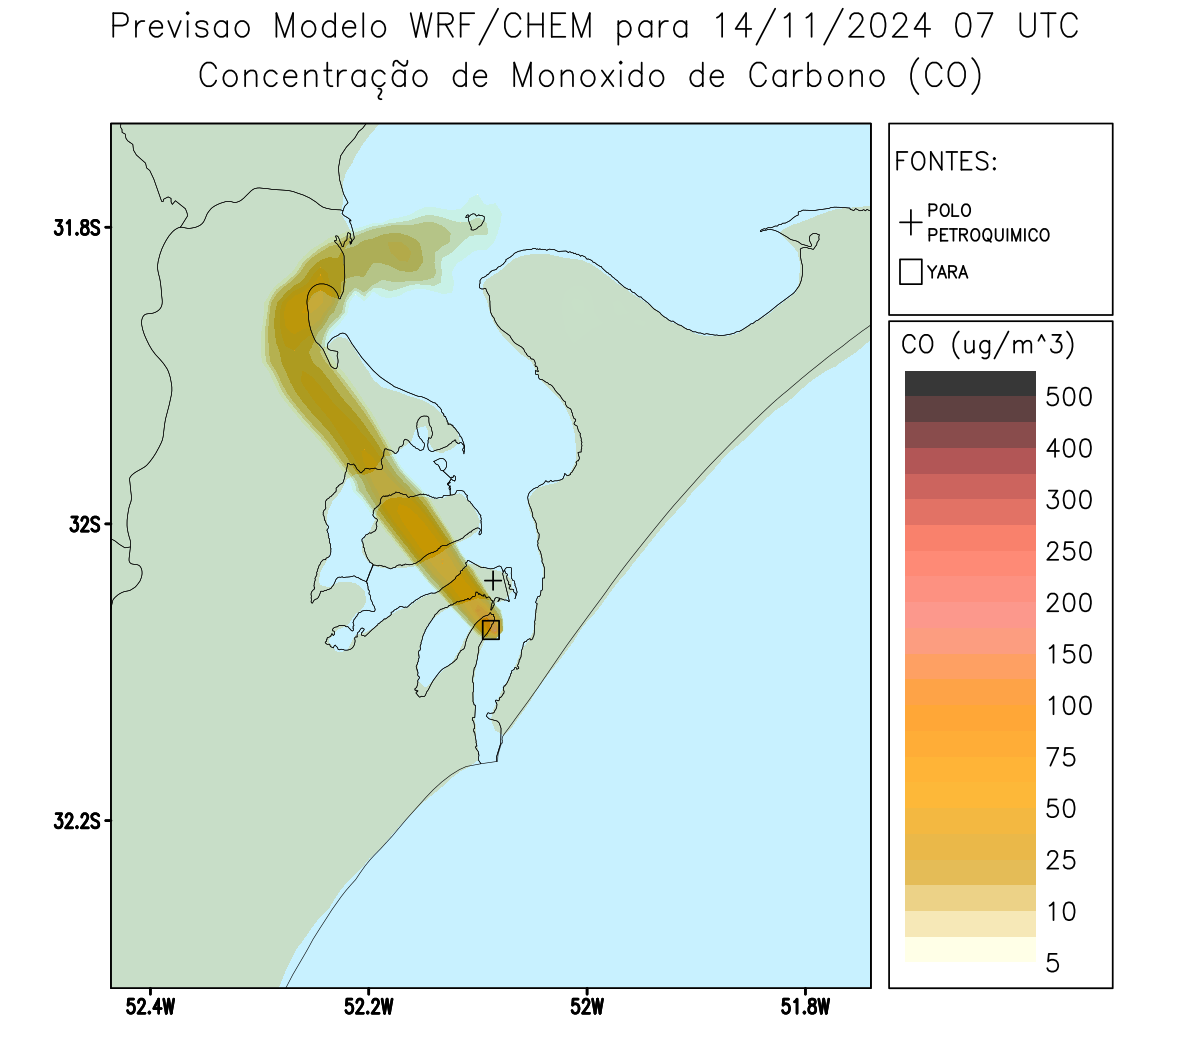 Previsao Modelo WRF/CHEM para 14/11/2024 07 UTC
Concentração de Monoxido de Carbono (CO)
FONTES:
POLO
PETROQUIMICO
YARA
CO (ug/m^3)
500
400
300
250
200
150
100
75
50
25
10
5
31.8S
32S
32.2S
52.4W
52.2W
52W
51.8W